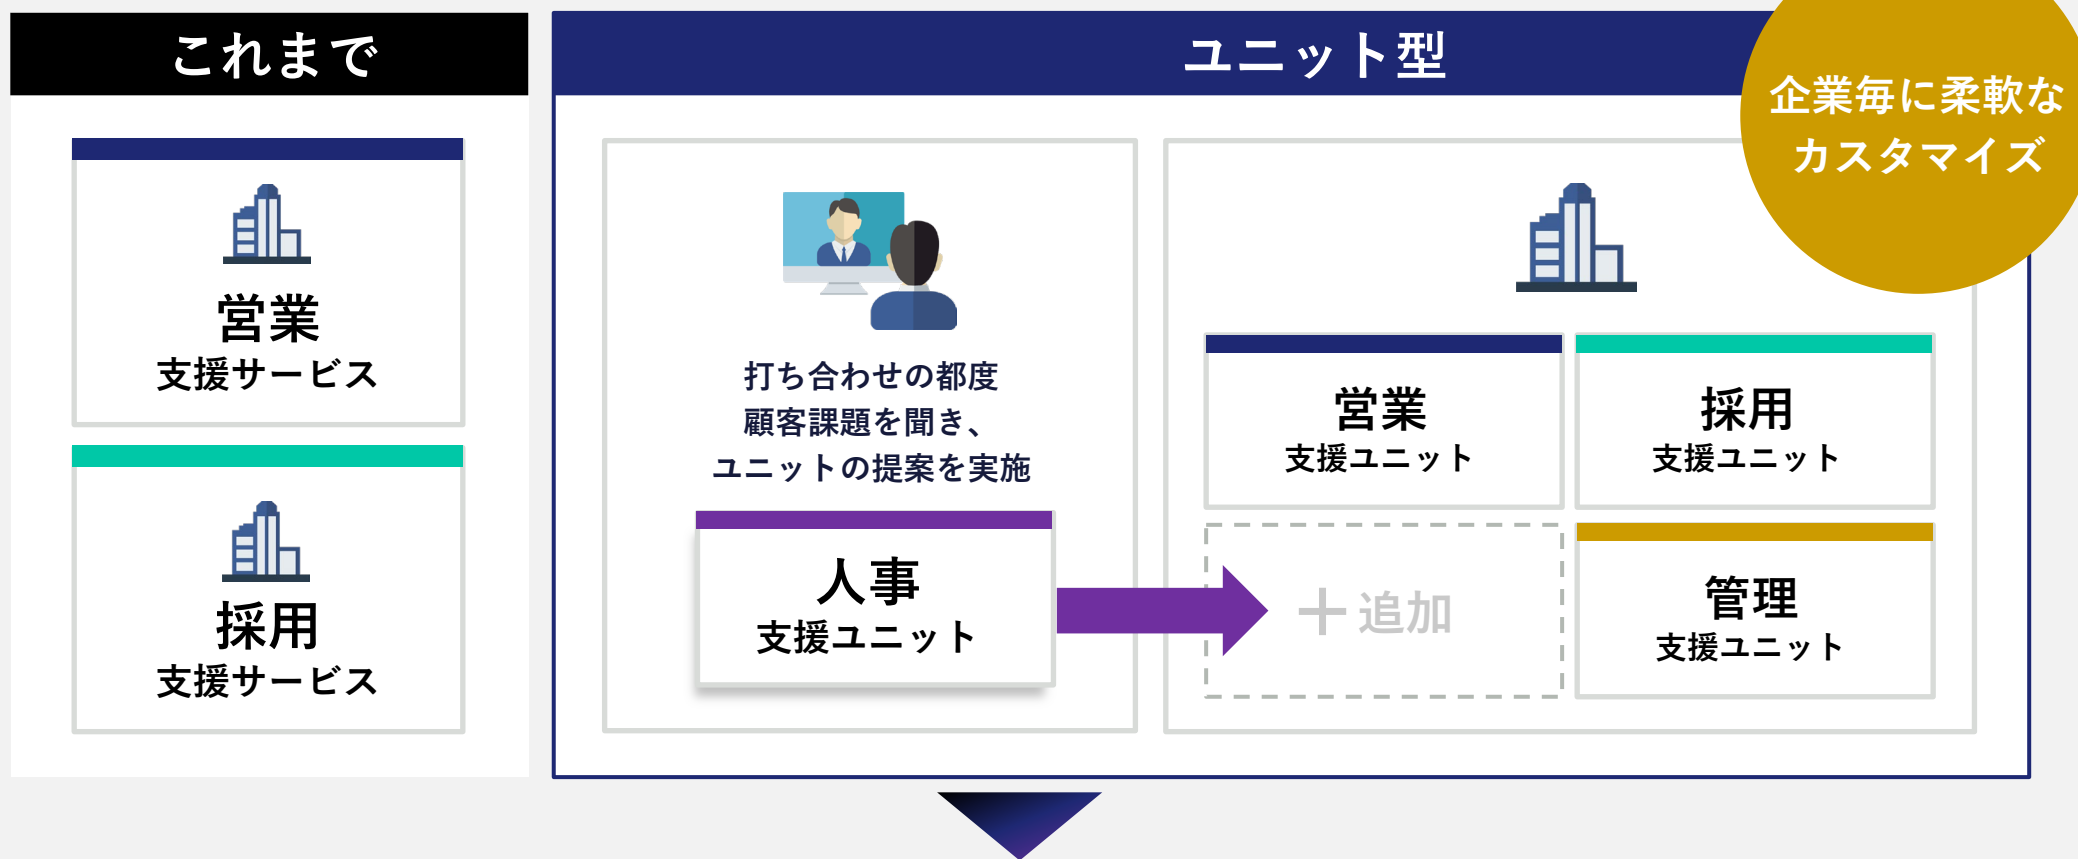 これまで
営業
支援サービス
採用
支援サービス
ユニット型
企業毎に柔軟な
カスタマイズ
打ち合わせの都度
顧客課題を聞き、
ユニットの提案を実施
人事
支援ユニット
営業
支援ユニット
採用
支援ユニット
＋追加
管理
支援ユニット